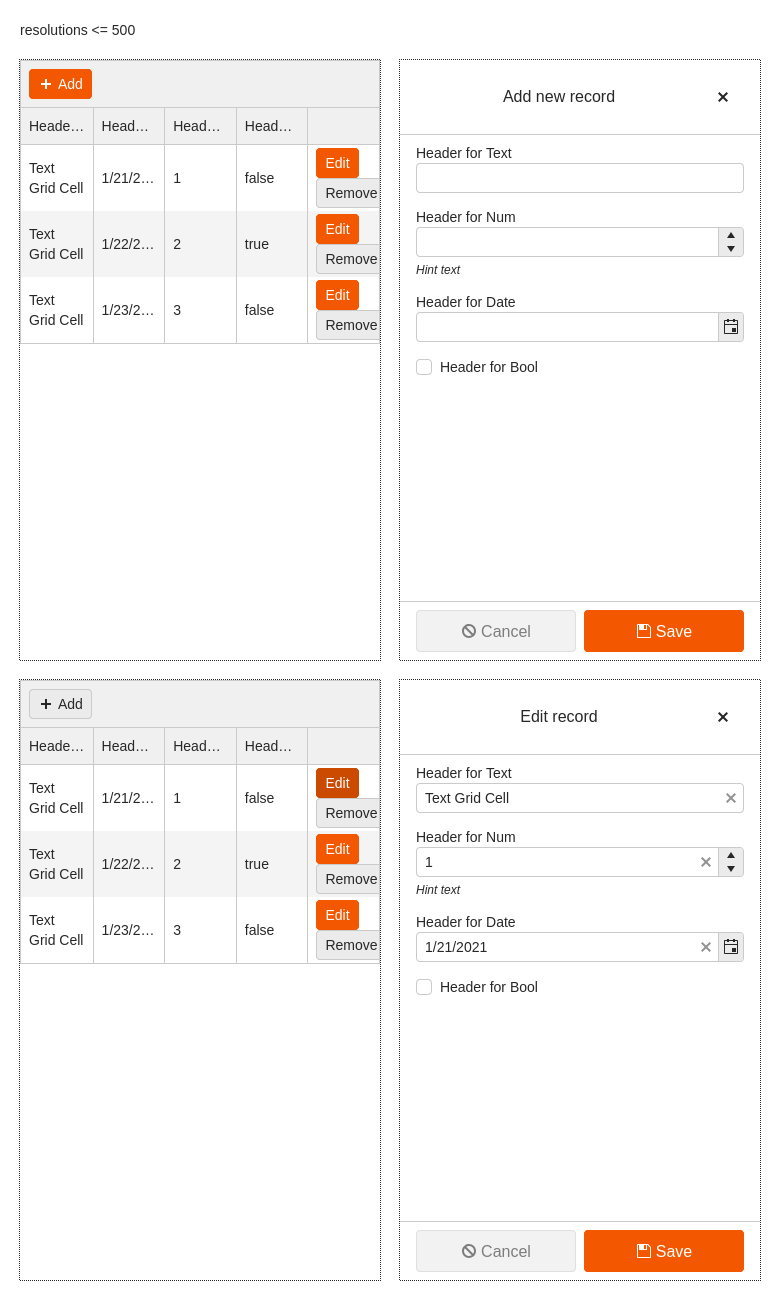 resolutions <= 500
Add
Heade… Head… Head… Head…
Text Grid Cell 1/21/2… 1 false Edit Remove
Text Grid Cell 1/22/2… 2 true Edit Remove
Text Grid Cell 1/23/2… 3 false Edit Remove
Add new record
Header for Text
Header for Num
Hint text
Header for Date
Header for Bool
Cancel Save
Add
Heade… Head… Head… Head…
Text Grid Cell 1/21/2… 1 false Edit Remove
Text Grid Cell 1/22/2… 2 true Edit Remove
Text Grid Cell 1/23/2… 3 false Edit Remove
Edit record
Header for Text
Text Grid Cell
Header for Num
1
Hint text
Header for Date
1/21/2021
Header for Bool
Cancel Save